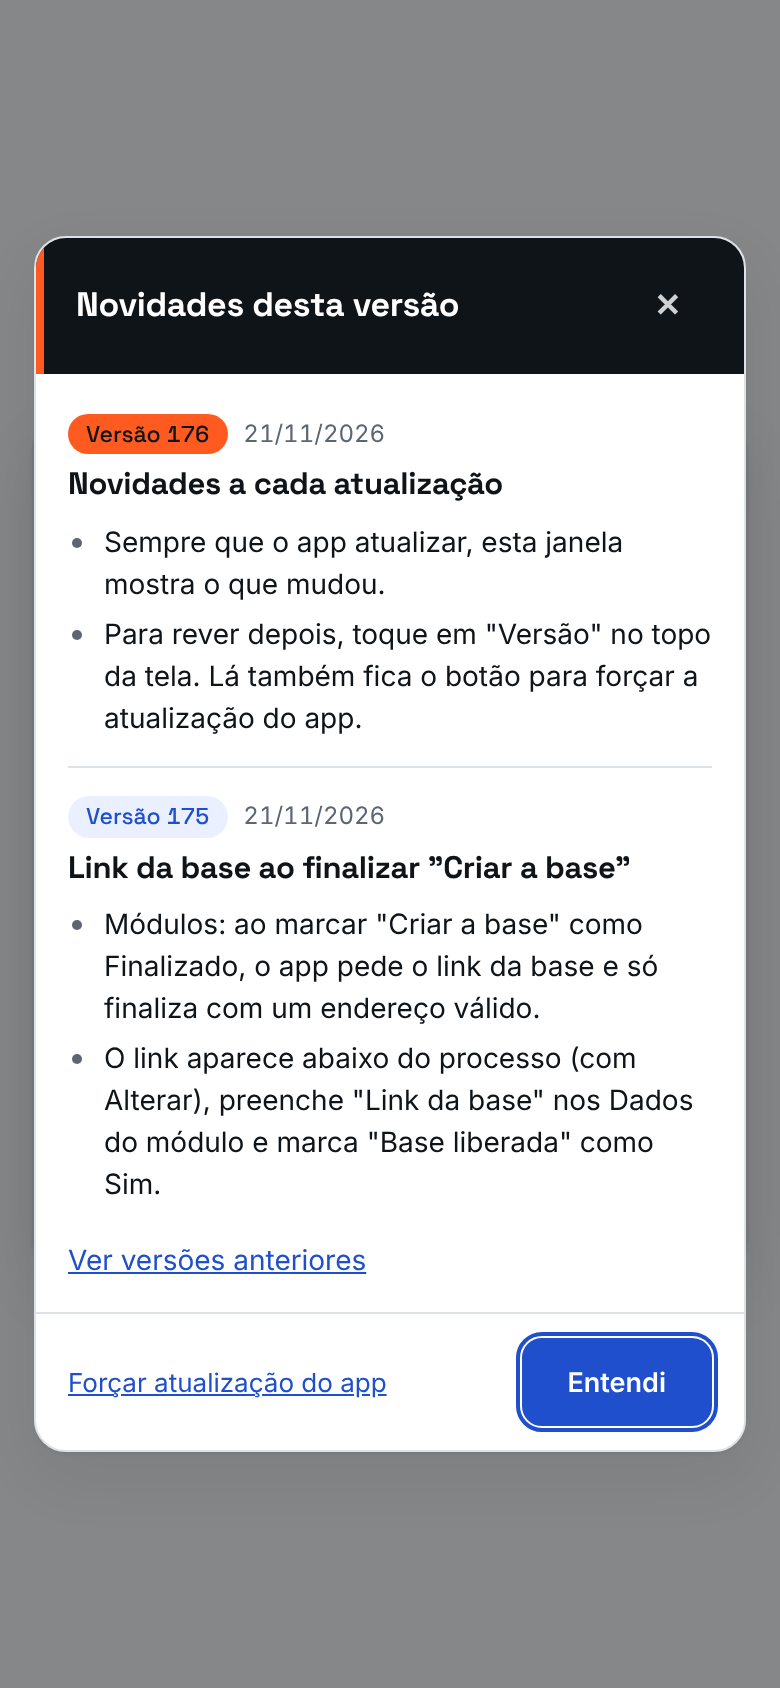 Novidades desta versão ✕
Versão 176 21/11/2026
Novidades a cada atualização
• Sempre que o app atualizar, esta janela
mostra o que mudou.
• Para rever depois, toque em "Versão" no topo
da tela. Lá também fica o botão para forçar a
atualização do app.
Versão 175 21/11/2026
Link da base ao finalizar ”Criar a base”
• Módulos: ao marcar "Criar a base" como
Finalizado, o app pede o link da base e só
finaliza com um endereço válido.
• O link aparece abaixo do processo (com
Alterar), preenche "Link da base" nos Dados
do módulo e marca "Base liberada" como
Sim.
Ver versões anteriores
Forçar atualização do app Entendi